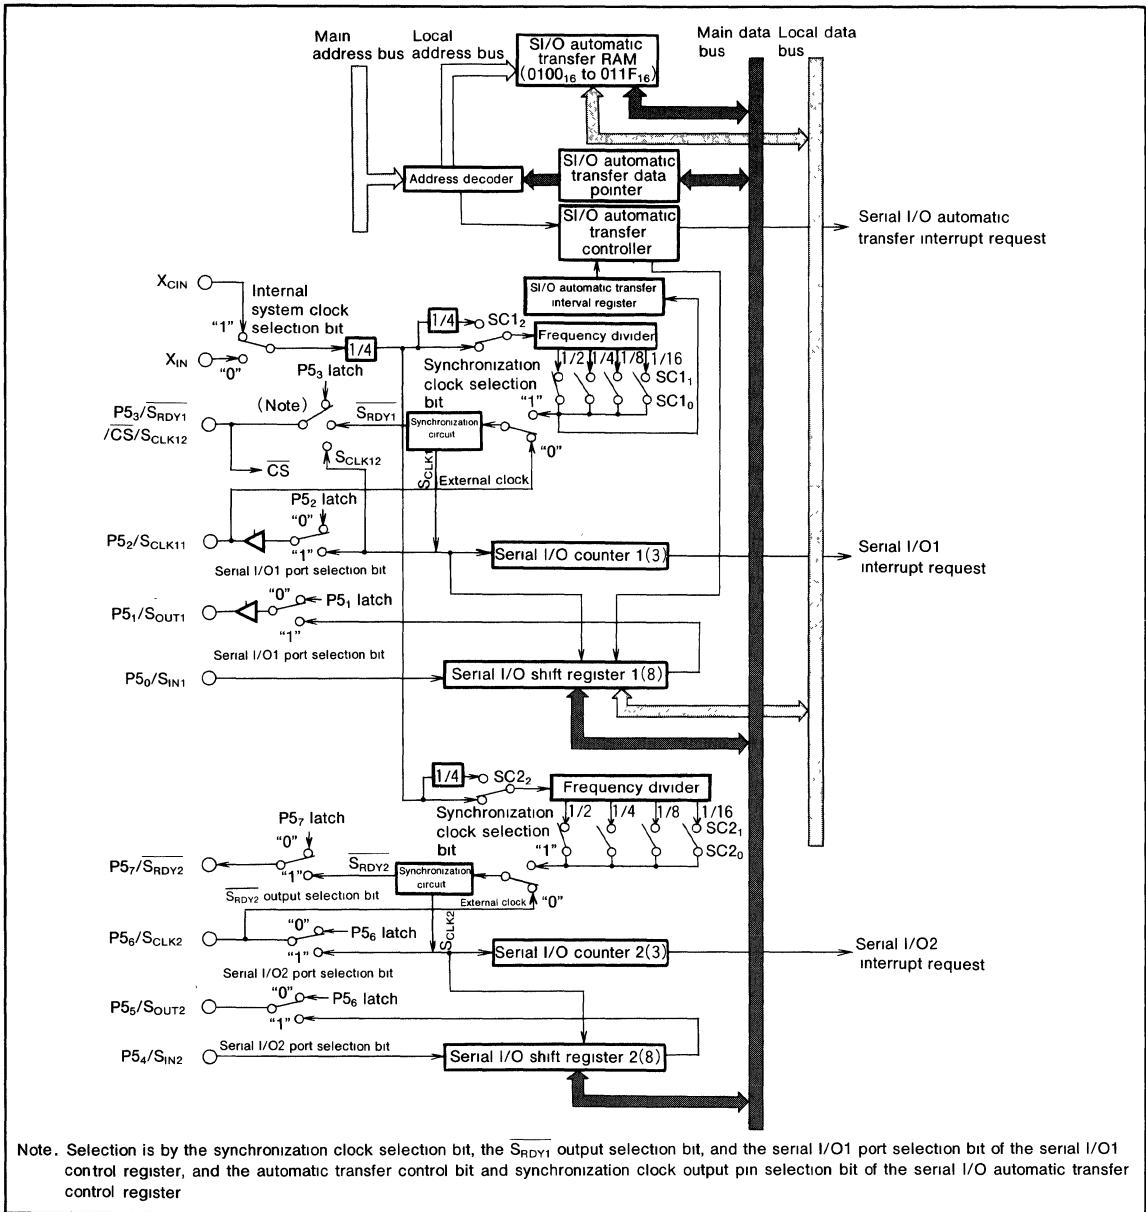 Main
address bus
Local
address bus
SI/O automatic
transfer RAM
(0100₁₆ to 011F₁₆)
Main data
bus
Local data
bus
Address decoder
SI/O automatic
transfer data
pointer
SI/O automatic
transfer
controller
Serial I/O automatic
transfer interrupt request
SI/O automatic transfer
interval register
X_CIN
Internal
system clock
selection bit
"1"
X_IN
"0"
1/4
1/4
SC1₂
Frequency divider
1/2
1/4
1/8
1/16
SC1₁
SC1₀
Synchronization
clock selection
bit
"1"
"0"
P5₃ latch
(Note)
P5₃/S̅R̅D̅Y̅1̅
/C̅S̅/S_CLK12
S̅R̅D̅Y̅1̅
Synchronization
circuit
C̅S̅
S_CLK12
S_CLK1
External clock
P5₂ latch
"0"
P5₂/S_CLK11
"1"
Serial I/O1 port selection bit
Serial I/O counter 1(3)
Serial I/O1
interrupt request
"0"
P5₁ latch
P5₁/S_OUT1
"1"
Serial I/O1 port selection bit
P5₀/S_IN1
Serial I/O shift register 1(8)
1/4
SC2₂
Frequency divider
1/2
1/4
1/8
1/16
SC2₁
SC2₀
Synchronization
clock selection
bit
"1"
"0"
P5₇ latch
"0"
P5₇/S̅R̅D̅Y̅2̅
"1"
S̅R̅D̅Y̅2̅
Synchronization
circuit
S̅R̅D̅Y̅2̅ output selection bit
External clock
S_CLK2
P5₆/S_CLK2
"0"
P5₆ latch
"1"
Serial I/O2 port selection bit
Serial I/O counter 2(3)
Serial I/O2
interrupt request
"0"
P5₆ latch
P5₅/S_OUT2
"1"
Serial I/O2 port selection bit
P5₄/S_IN2
Serial I/O shift register 2(8)
Note. Selection is by the synchronization clock selection bit, the S̅R̅D̅Y̅1̅ output selection bit, and the serial I/O1 port selection bit of the serial I/O1
control register, and the automatic transfer control bit and synchronization clock output pin selection bit of the serial I/O automatic transfer
control register